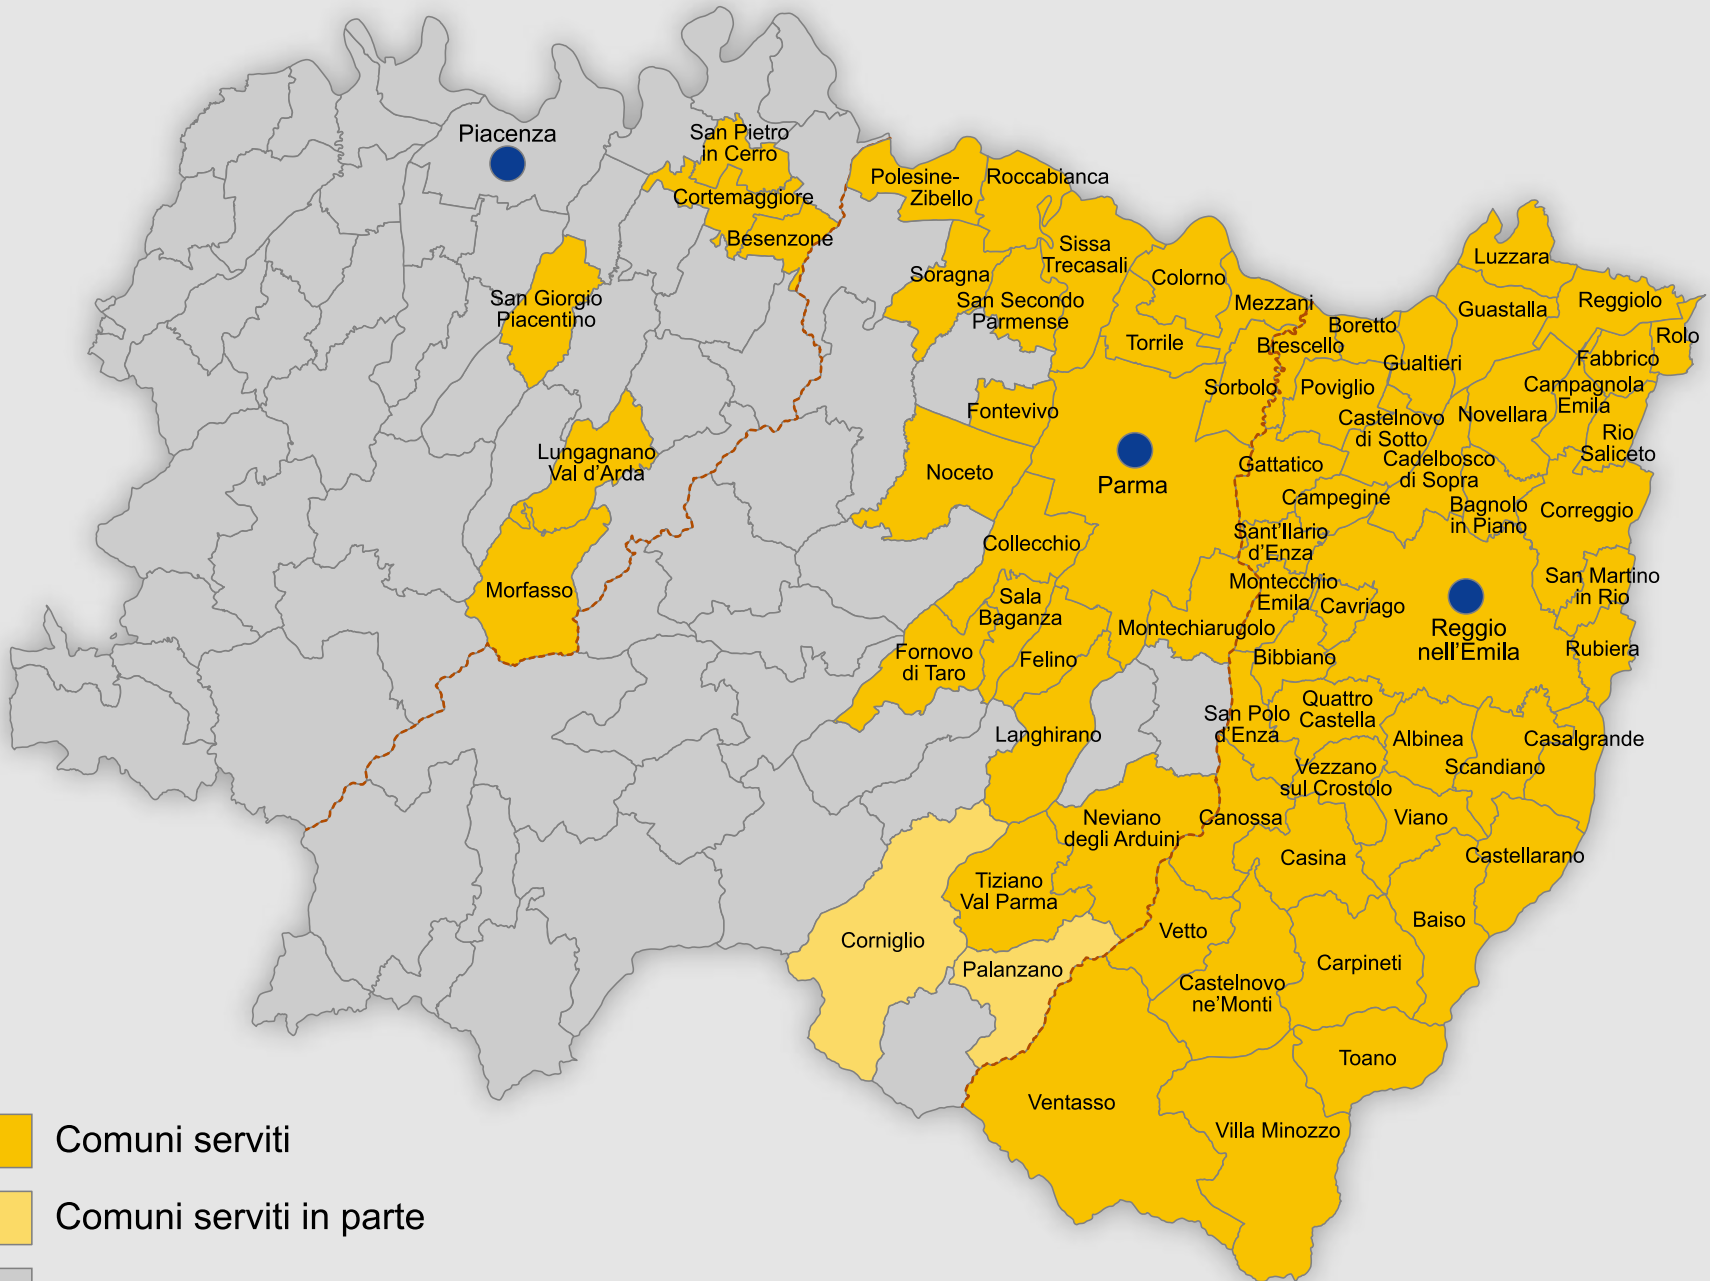 Piacenza
San Pietro
in Cerro
Cortemaggiore
Besenzone
San Giorgio
Piacentino
Lungagnano
Val d'Arda
Morfasso
Polesine-
Zibello
Roccabianca
Sissa
Trecasali
Soragna
San Secondo
Parmense
Colorno
Mezzani
Torrile
Sorbolo
Fontevivo
Noceto
Parma
Collecchio
Sala
Baganza
Felino
Fornovo
di Taro
Montechiarugolo
Langhirano
Neviano
degli Arduini
Tiziano
Val Parma
Corniglio
Palanzano
Luzzara
Guastalla
Reggiolo
Rolo
Boretto
Brescello
Gualtieri
Fabbrico
Poviglio
Campagnola
Emila
Castelnovo
di Sotto
Novellara
Rio
Saliceto
Gattatico
Cadelbosco
di Sopra
Campegine
Bagnolo
in Piano
Correggio
Sant'Ilario
d'Enza
Montecchio
Emila
Cavriago
San Martino
in Rio
Reggio
nell'Emila
Rubiera
Bibbiano
San Polo
d'Enza
Quattro
Castella
Albinea
Casalgrande
Scandiano
Vezzano
sul Crostolo
Canossa
Viano
Casina
Castellarano
Baiso
Vetto
Carpineti
Castelnovo
ne'Monti
Toano
Ventasso
Villa Minozzo
Comuni serviti
Comuni serviti in parte